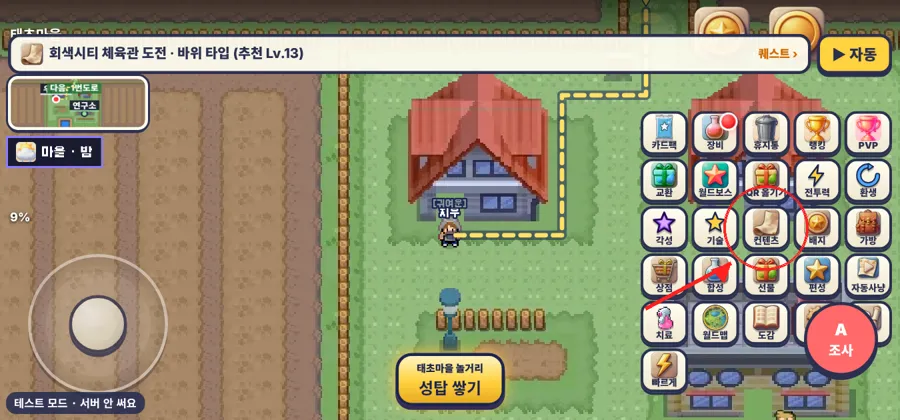 태초마을
회색시티 체육관 도전 · 바위 타입 (추천 Lv.13)
퀘스트 ›
▶ 자동
다음: 1번도로
연구소
마을 · 밤
9%
[귀여운]
지우
카드팩
장비
휴지통
랭킹
PVP
교환
월드보스
QR 옮기기
전투력
환생
각성
기술
컨텐츠
배지
가방
상점
합성
선물
편성
자동사냥
치료
월드맵
도감
빠르게
A
조사
태초마을 놀거리
성탑 쌓기
테스트 모드 · 서버 안 써요